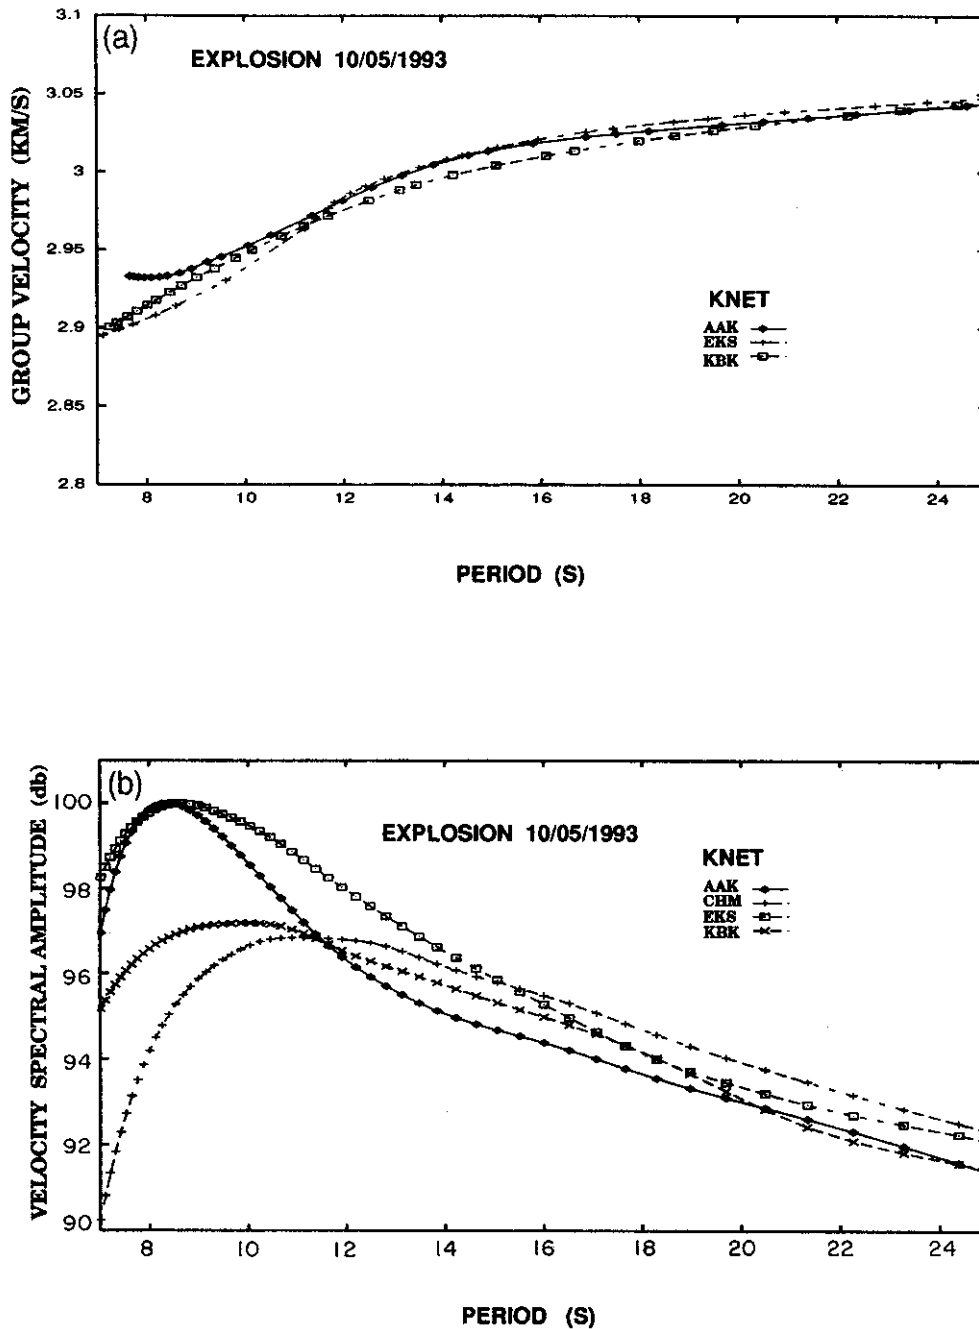 (a)
EXPLOSION 10/05/1993
GROUP VELOCITY (KM/S)
3.1
3.05
3
2.95
2.9
2.85
2.8
KNET
AAK
EKS
KBK
8 10 12 14 16 18 20 22 24
PERIOD (S)
(b)
EXPLOSION 10/05/1993
VELOCITY SPECTRAL AMPLITUDE (db)
100
98
96
94
92
90
KNET
AAK
CHM
EKS
KBK
8 10 12 14 16 18 20 22 24
PERIOD (S)